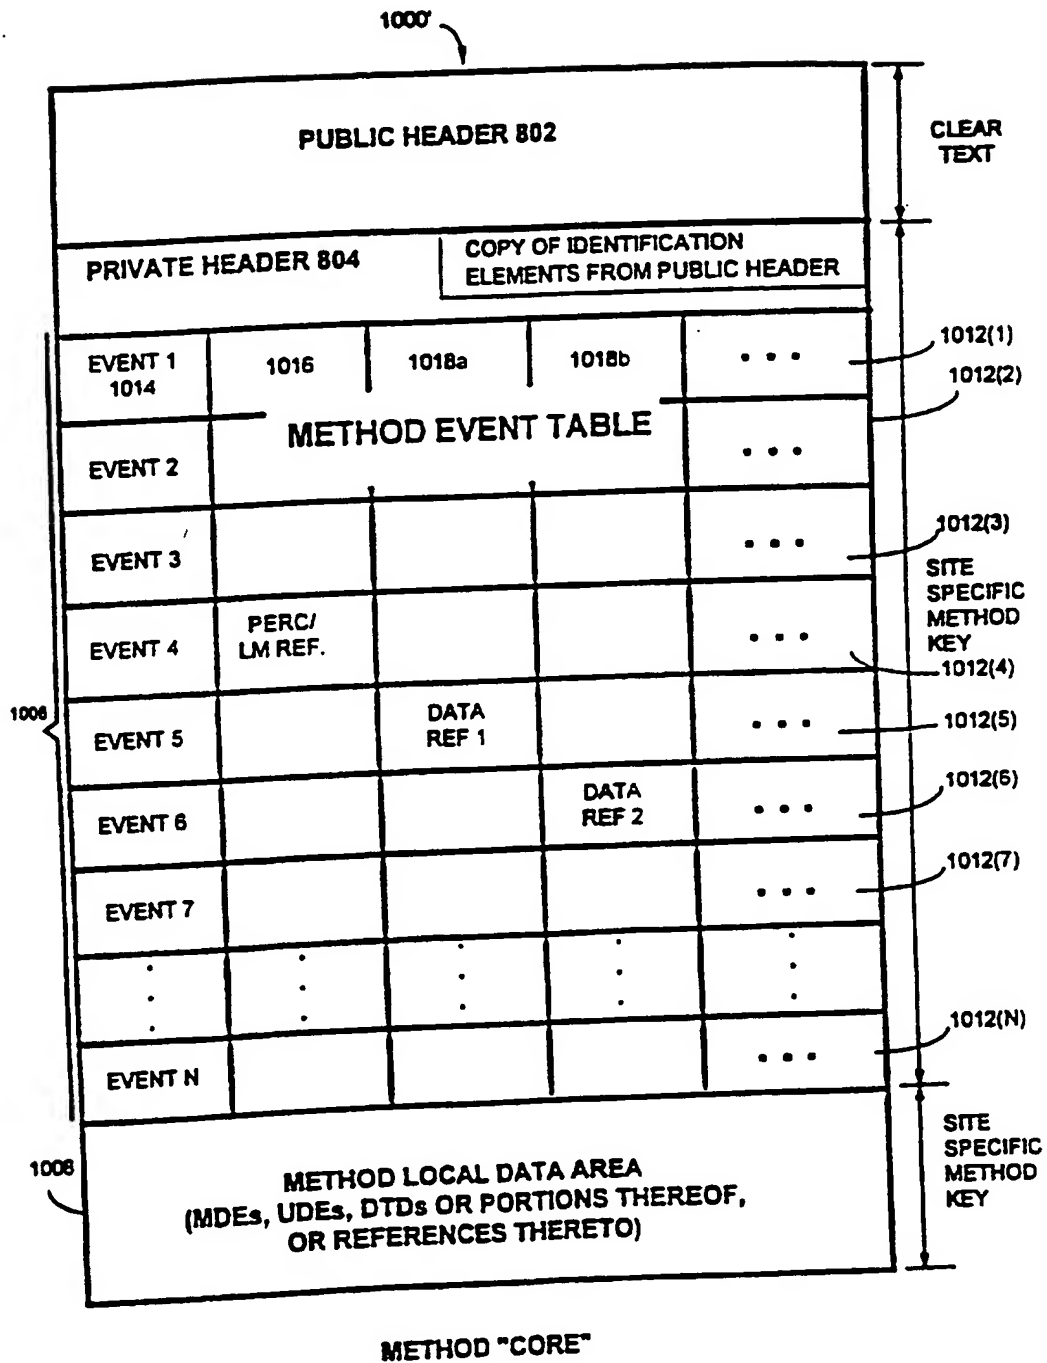 1000'
PUBLIC HEADER 802
CLEAR
TEXT
PRIVATE HEADER 804
COPY OF IDENTIFICATION
ELEMENTS FROM PUBLIC HEADER
EVENT 1
1014
1016
1018a
1018b
• • •
1012(1)
METHOD EVENT TABLE
1012(2)
EVENT 2
• • •
EVENT 3
• • •
1012(3)
SITE
SPECIFIC
METHOD
KEY
EVENT 4
PERC/
LM REF.
• • •
1012(4)
1006
EVENT 5
DATA
REF 1
• • •
1012(5)
EVENT 6
DATA
REF 2
• • •
1012(6)
EVENT 7
• • •
1012(7)
EVENT N
• • •
1012(N)
SITE
SPECIFIC
METHOD
KEY
1008
METHOD LOCAL DATA AREA
(MDEs, UDEs, DTDs OR PORTIONS THEREOF,
OR REFERENCES THERETO)
METHOD "CORE"